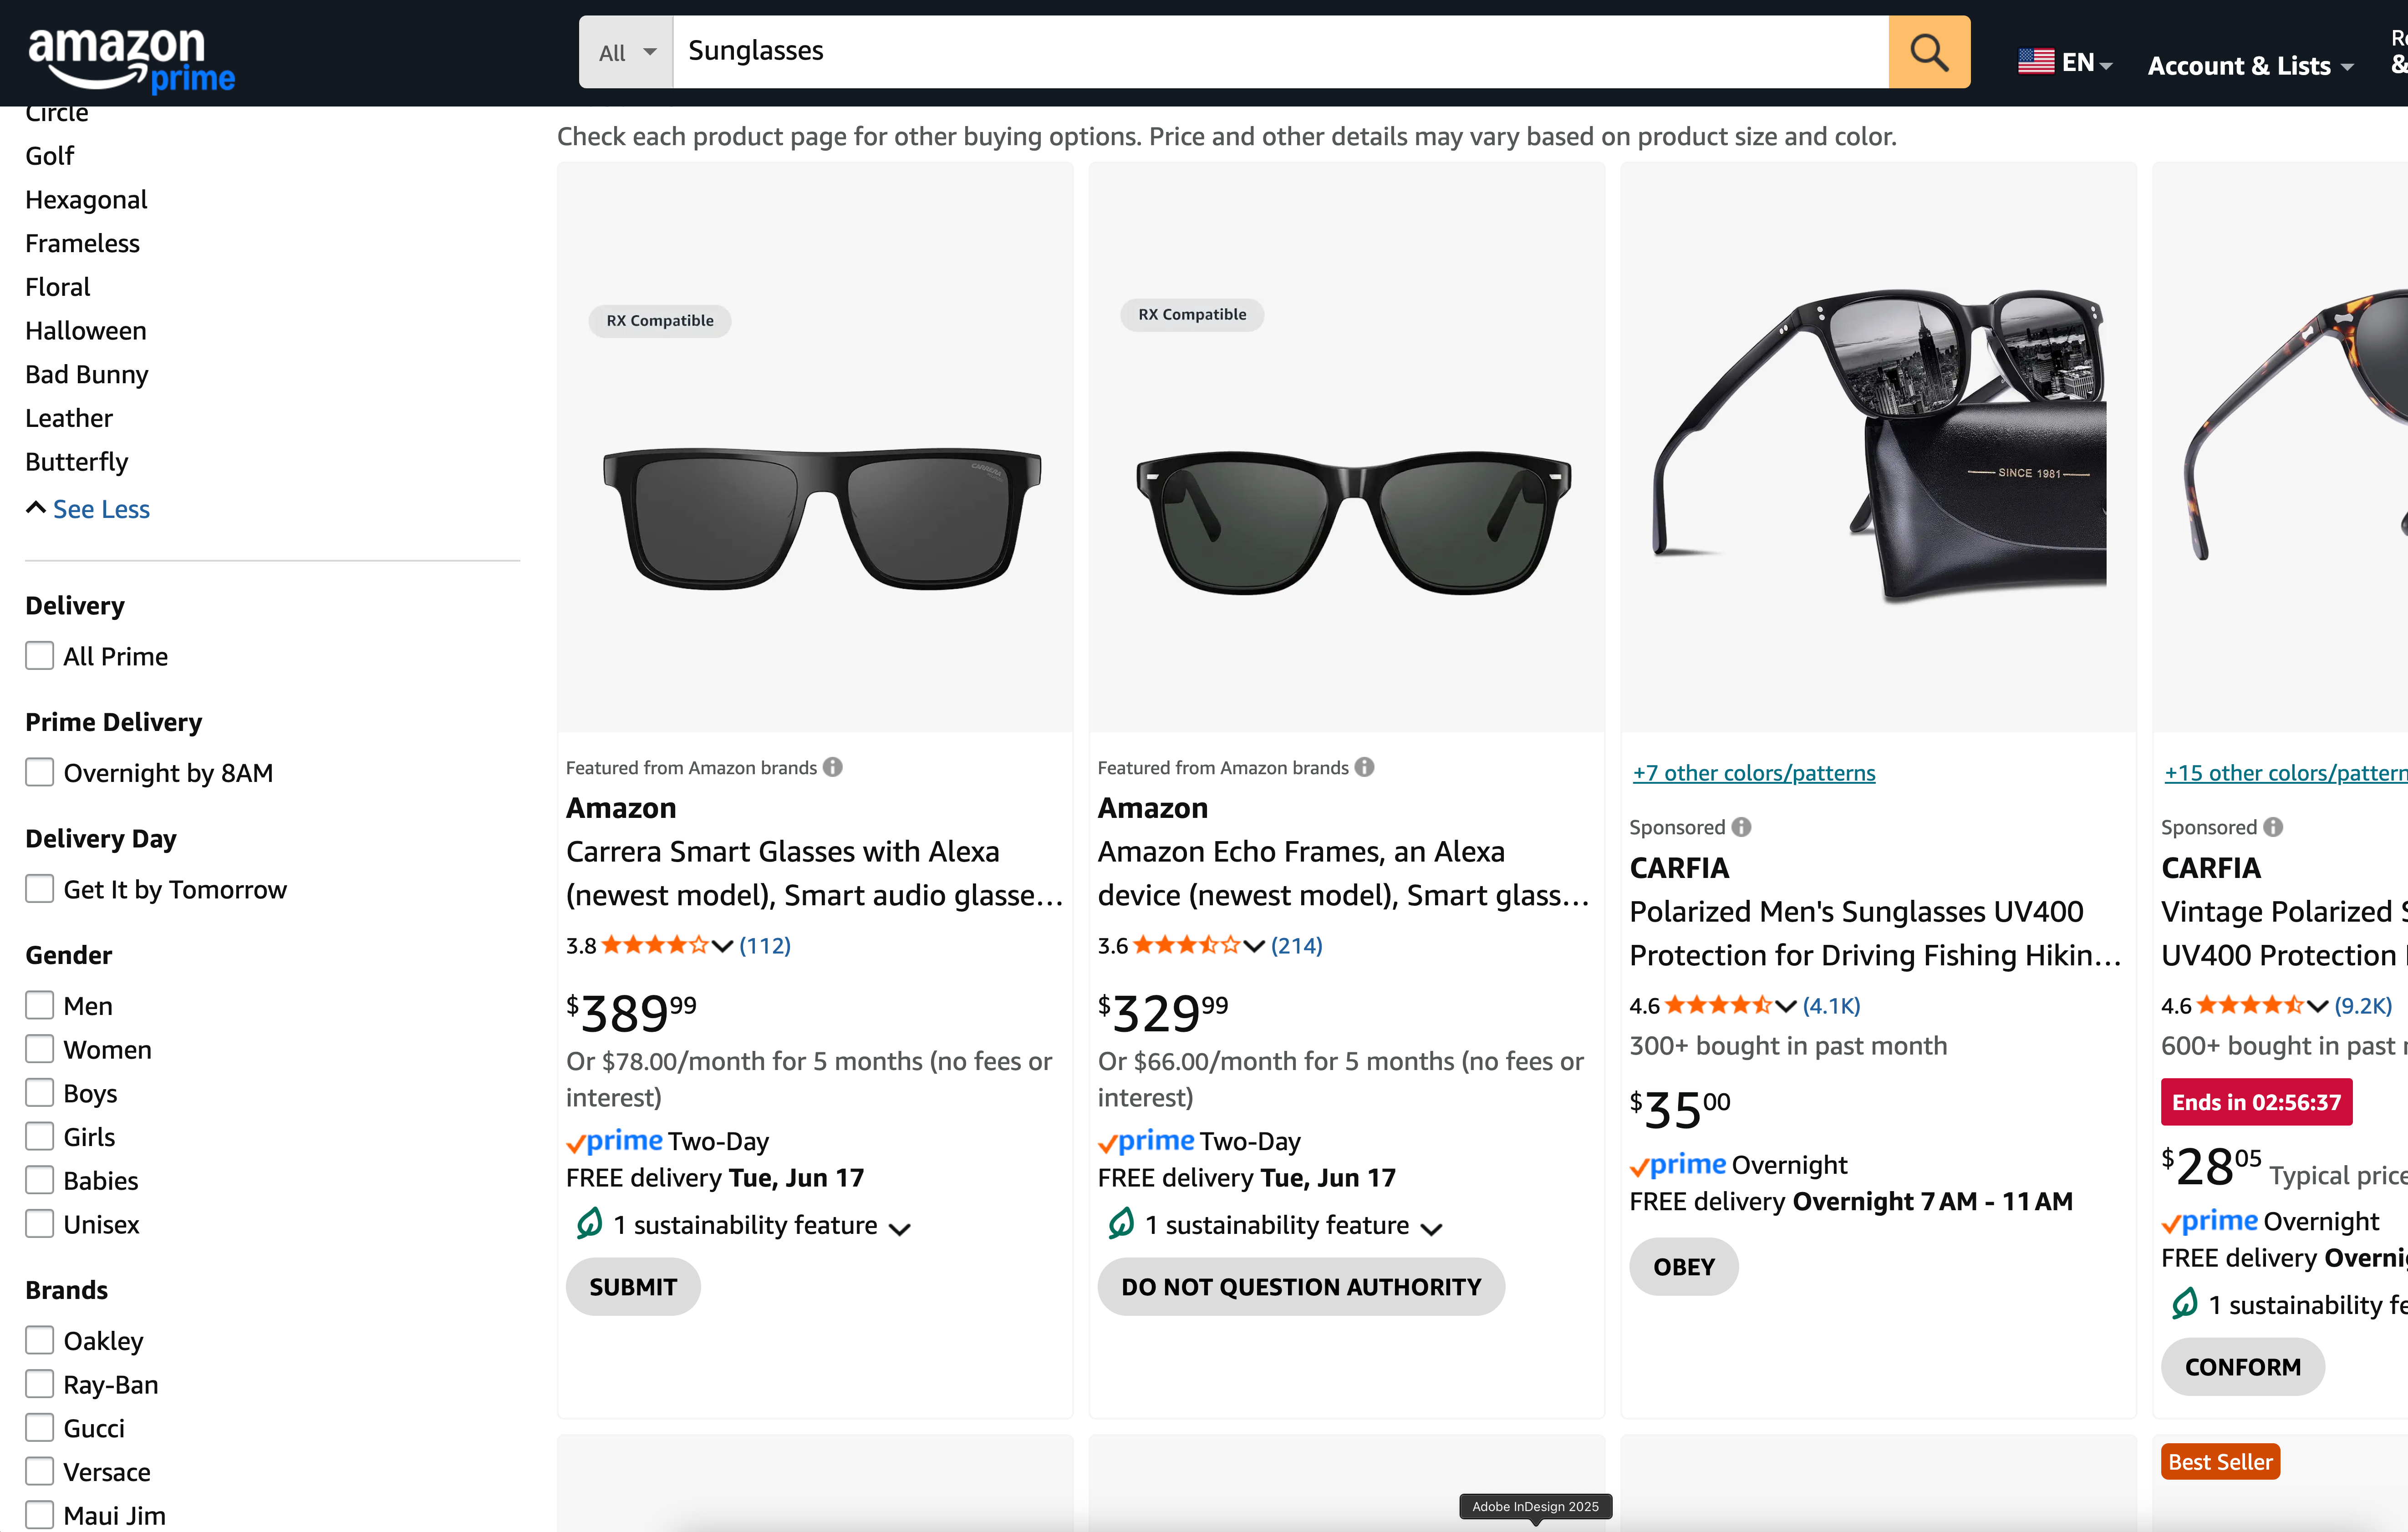 amazon
prime
All
Sunglasses
EN
Account & Lists
&
Circle
Golf
Hexagonal
Frameless
Floral
Halloween
Bad Bunny
Leather
Butterfly
See Less
Delivery
All Prime
Prime Delivery
Overnight by 8AM
Delivery Day
Get It by Tomorrow
Gender
Men
Women
Boys
Girls
Babies
Unisex
Brands
Oakley
Ray-Ban
Gucci
Versace
Maui Jim
Check each product page for other buying options. Price and other details may vary based on product size and color.
RX Compatible
CARRERA
Featured from Amazon brands
Amazon
Carrera Smart Glasses with Alexa
(newest model), Smart audio glasse…
3.8 (112)
$389 99
Or $78.00/month for 5 months (no fees or
interest)
prime Two-Day
FREE delivery Tue, Jun 17
1 sustainability feature
SUBMIT
RX Compatible
Featured from Amazon brands
Amazon
Amazon Echo Frames, an Alexa
device (newest model), Smart glass…
3.6 (214)
$329 99
Or $66.00/month for 5 months (no fees or
interest)
prime Two-Day
FREE delivery Tue, Jun 17
1 sustainability feature
DO NOT QUESTION AUTHORITY
SINCE 1981
+7 other colors/patterns
Sponsored
CARFIA
Polarized Men's Sunglasses UV400
Protection for Driving Fishing Hikin…
4.6 (4.1K)
300+ bought in past month
$35 00
prime Overnight
FREE delivery Overnight 7 AM - 11 AM
OBEY
+15 other colors/pattern
Sponsored
CARFIA
Vintage Polarized
UV400 Protection
4.6 (9.2K)
600+ bought in past
Ends in 02:56:37
$28 05 Typical price
prime Overnight
FREE delivery Overni
1 sustainability fe
CONFORM
Best Seller
Adobe InDesign 2025